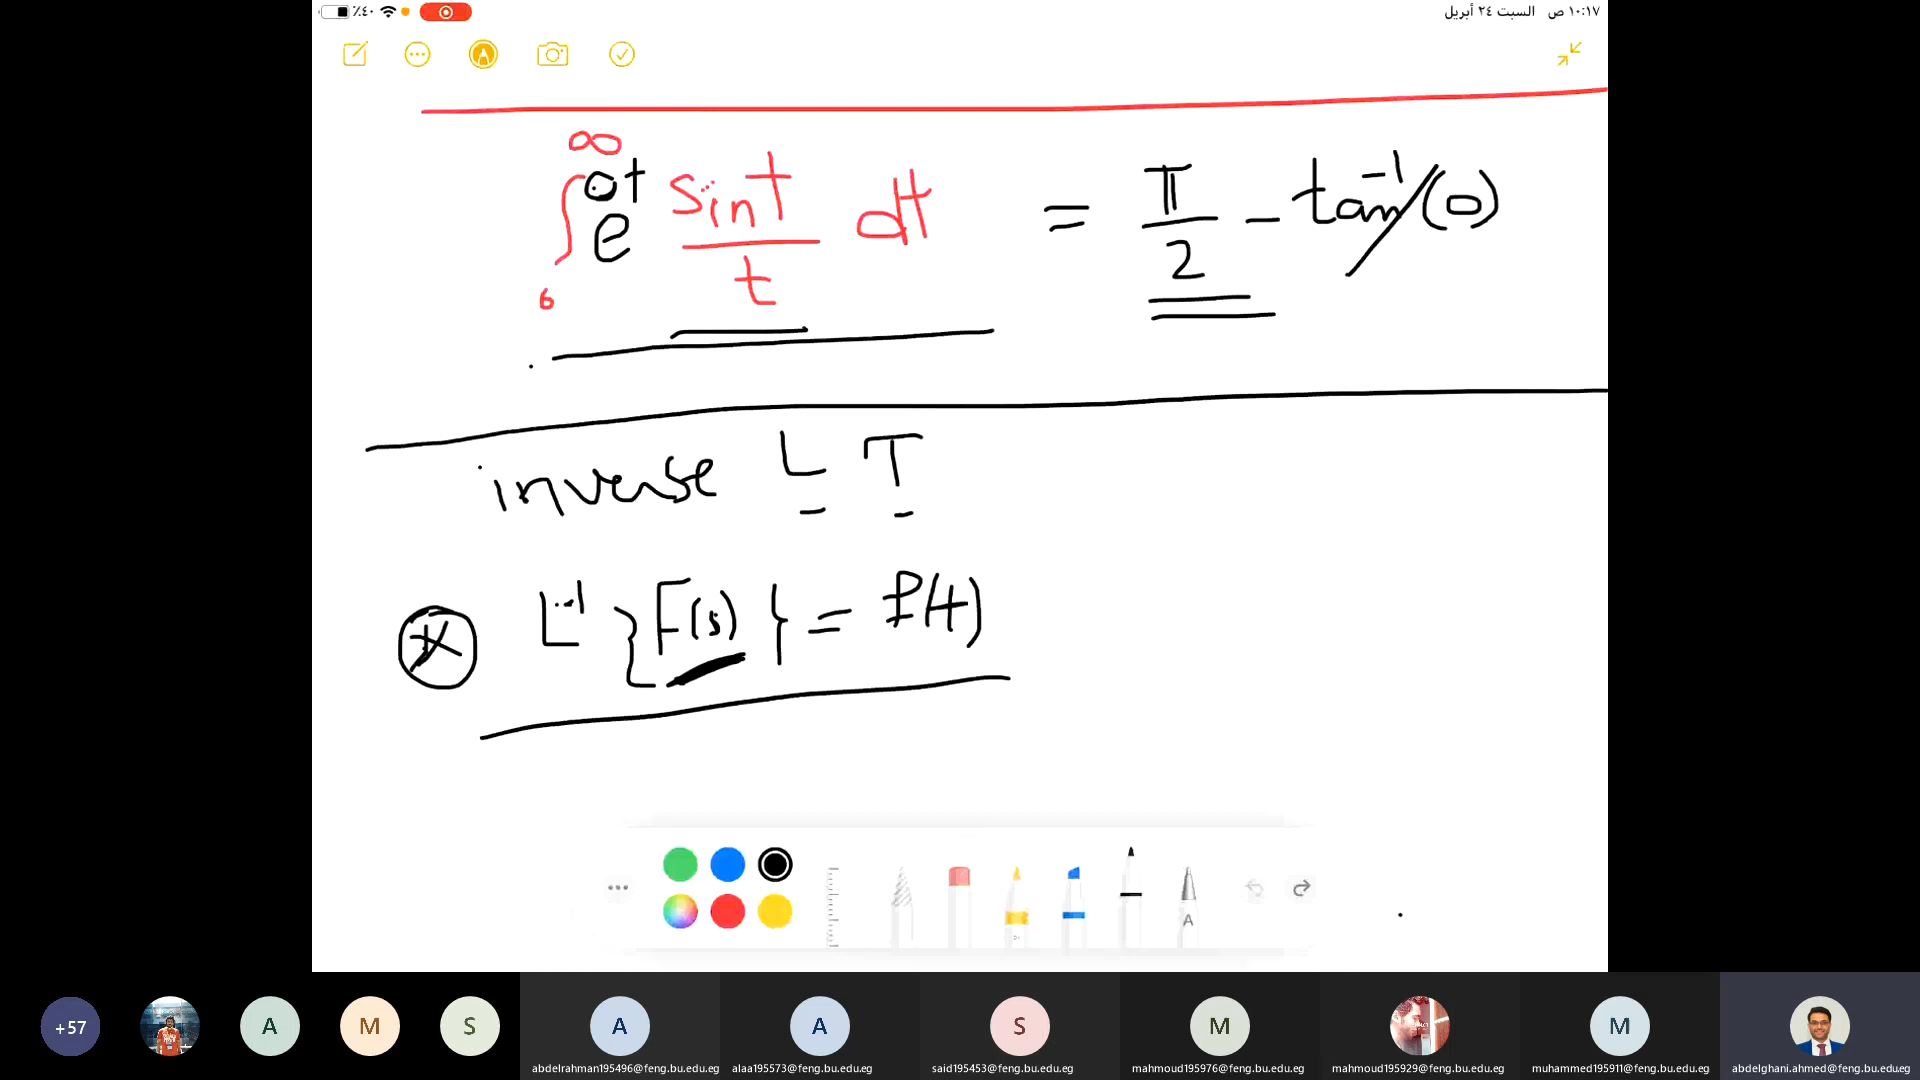 ٪٤٠ السبت ٢٤ أبريل ١٠:١٧ ص
∫₀^∞ e^{0t} sin t / t dt = π/2 - tan⁻¹(0)
inverse L T
L⁻¹ { F(s) } = f(t)
A
+57 A M S A A S M M
abdelrahman195496@feng.bu.edu.eg alaa195573@feng.bu.edu.eg said195453@feng.bu.edu.eg mahmoud195976@feng.bu.edu.eg mahmoud195929@feng.bu.edu.eg muhammed195911@feng.bu.edu.eg abdelghani.ahmed@feng.bu.edu.eg